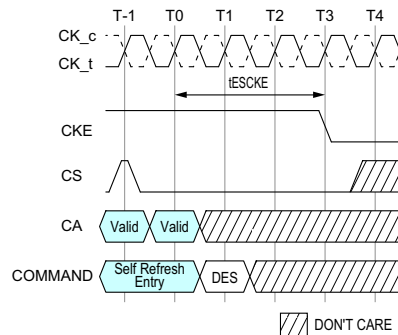 T-1 T0 T1 T2 T3 T4
CK_c
CK_t
tESCKE
CKE
CS
CA Valid Valid
COMMAND Self Refresh Entry DES
DON'T CARE